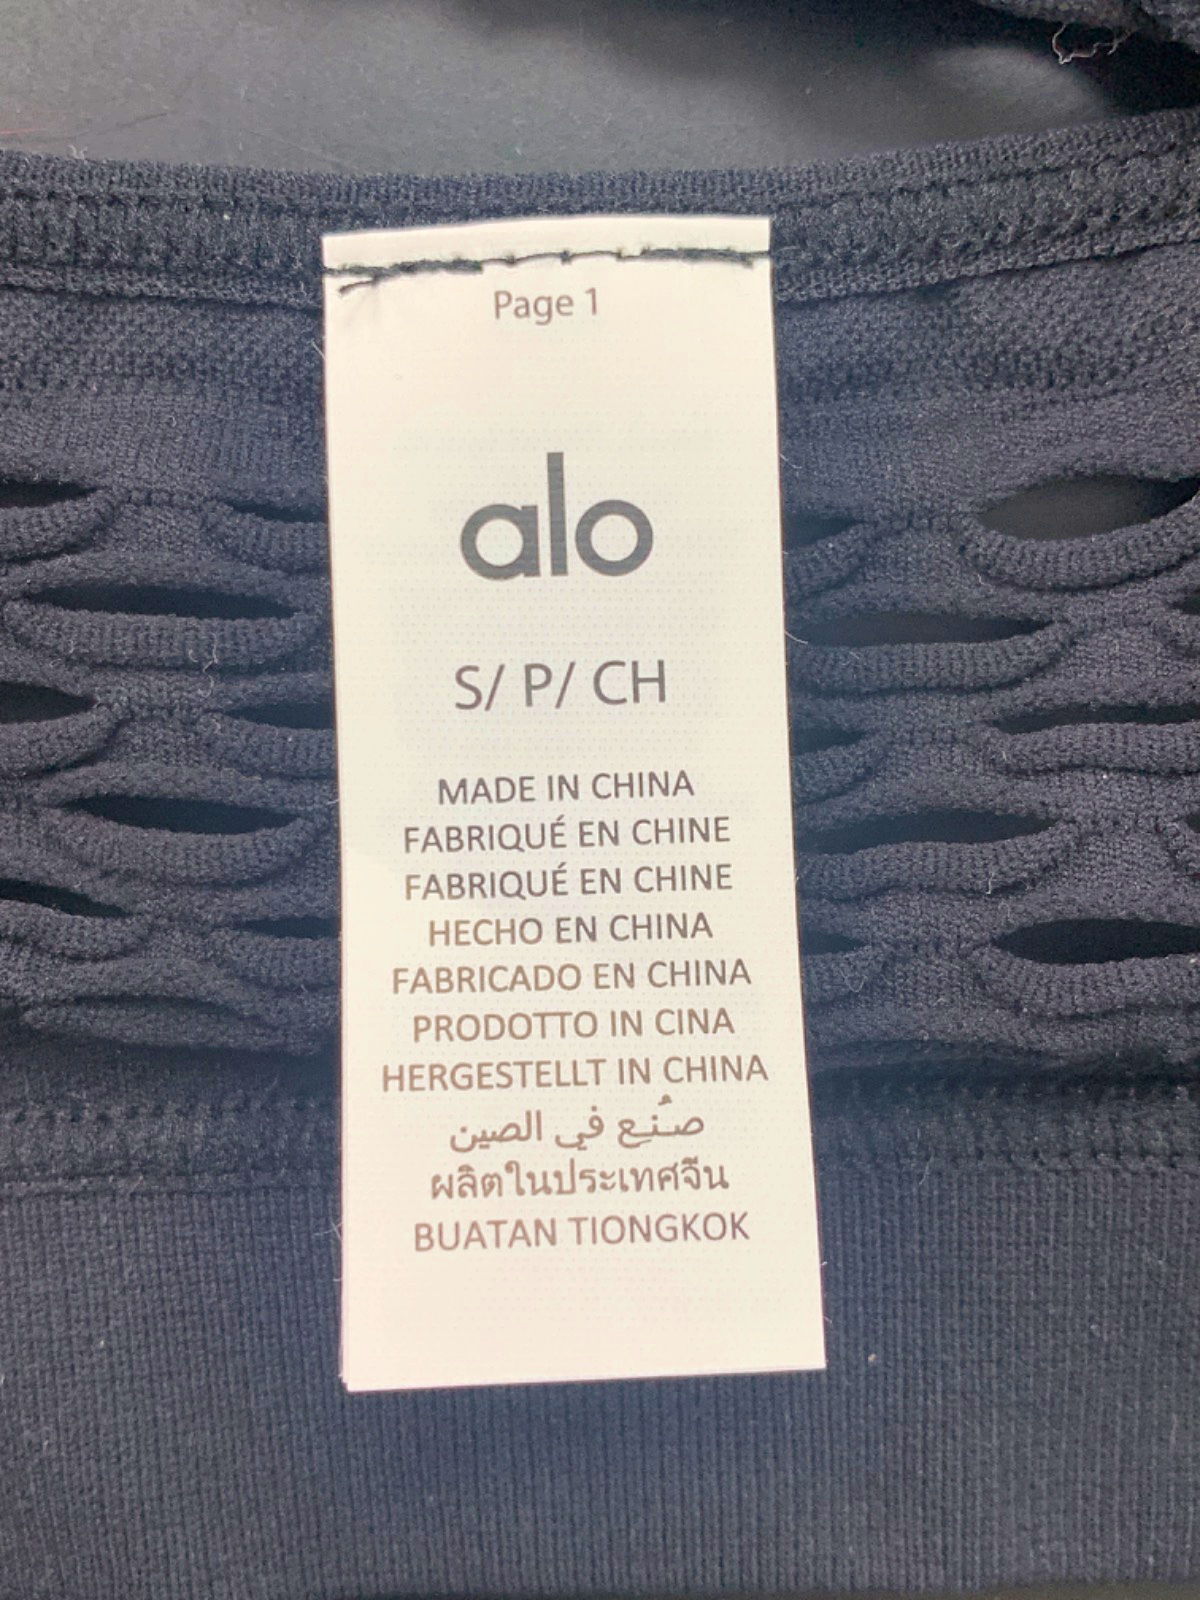 Page 1
alo
S/ P/ CH
MADE IN CHINA
FABRIQUÉ EN CHINE
FABRIQUÉ EN CHINE
HECHO EN CHINA
FABRICADO EN CHINA
PRODOTTO IN CINA
HERGESTELLT IN CHINA
صُنع في الصين
ผลิตในประเทศจีน
BUATAN TIONGKOK